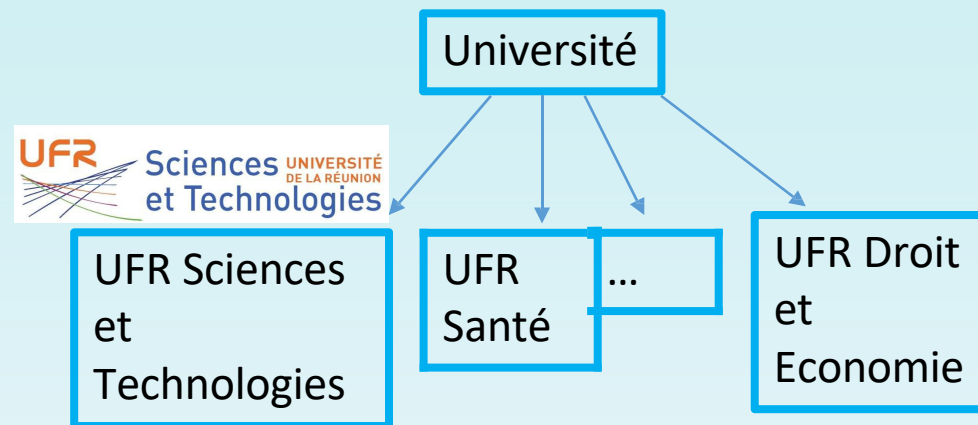 Université
UFR
Sciences UNIVERSITÉ
DE LA RÉUNION
et Technologies
UFR Sciences
et
Technologies
UFR
Santé
...
UFR Droit
et
Economie